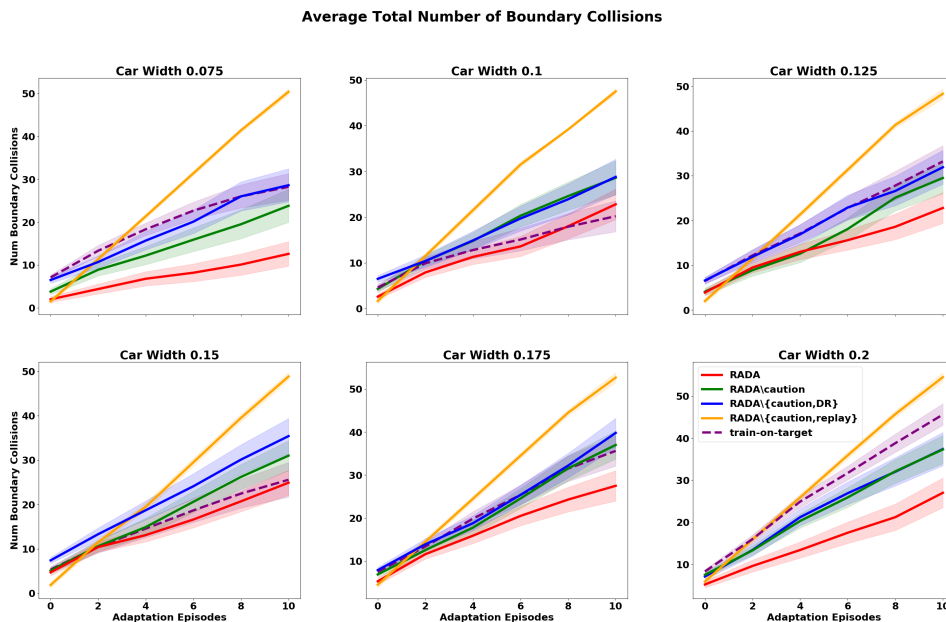 Average Total Number of Boundary Collisions
Car Width 0.075
Car Width 0.1
Car Width 0.125
Num Boundary Collisions
50
40
30
20
10
0
50
40
30
20
10
0
50
40
30
20
10
0
Car Width 0.15
Car Width 0.175
Car Width 0.2
Num Boundary Collisions
50
40
30
20
10
0
50
40
30
20
10
50
40
30
20
10
RADA
RADA\caution
RADA\{caution,DR}
RADA\{caution,replay}
train-on-target
0 2 4 6 8 10
0 2 4 6 8 10
0 2 4 6 8 10
Adaptation Episodes
Adaptation Episodes
Adaptation Episodes